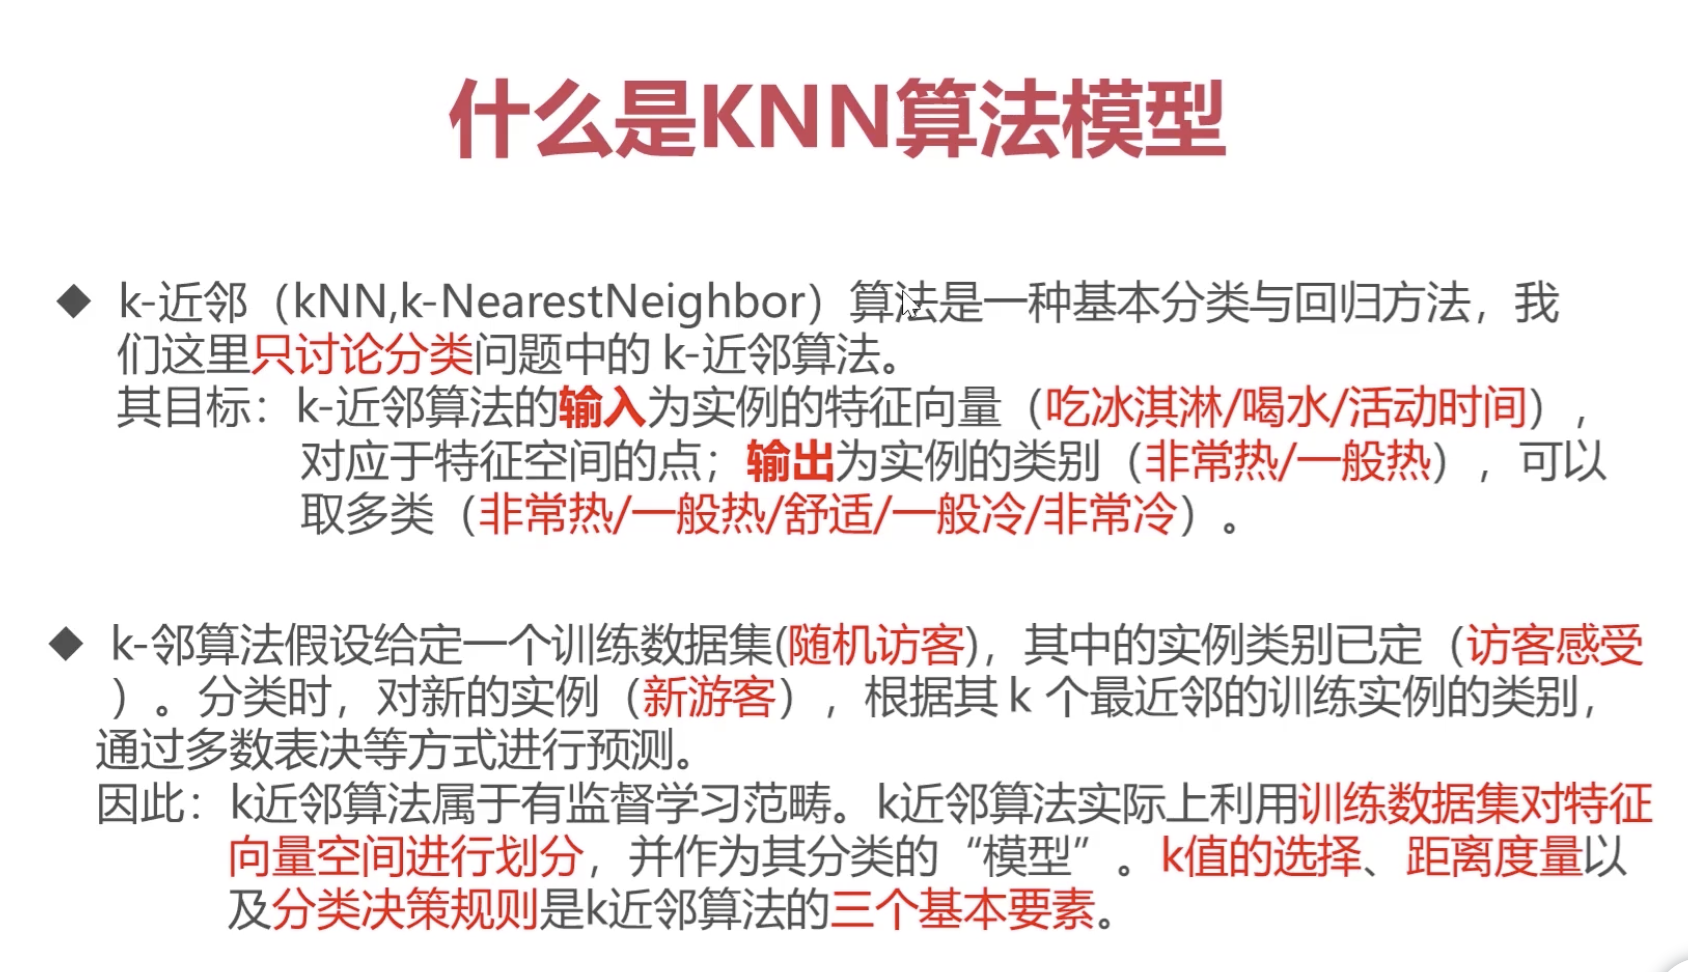 什么是KNN算法模型
◆ k-近邻（kNN,k-NearestNeighbor）算法是一种基本分类与回归方法，我
们这里只讨论分类问题中的 k-近邻算法。
其目标：k-近邻算法的输入为实例的特征向量（吃冰淇淋/喝水/活动时间），
对应于特征空间的点；输出为实例的类别（非常热/一般热），可以
取多类（非常热/一般热/舒适/一般冷/非常冷）。
◆ k-邻算法假设给定一个训练数据集(随机访客)，其中的实例类别已定（访客感受
）。分类时，对新的实例（新游客），根据其 k 个最近邻的训练实例的类别，
通过多数表决等方式进行预测。
因此：k近邻算法属于有监督学习范畴。k近邻算法实际上利用训练数据集对特征
向量空间进行划分，并作为其分类的“模型”。k值的选择、距离度量以
及分类决策规则是k近邻算法的三个基本要素。